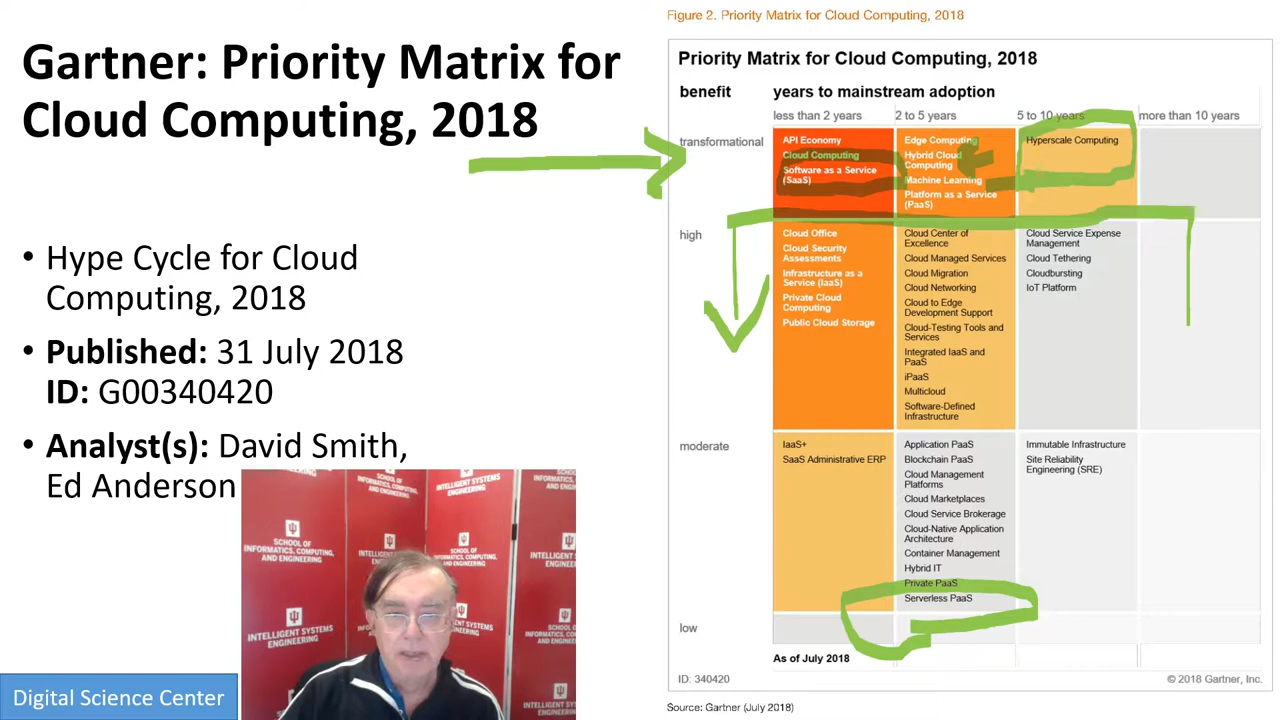 Gartner: Priority Matrix for
Cloud Computing, 2018
• Hype Cycle for Cloud
Computing, 2018
• Published: 31 July 2018
ID: G00340420
• Analyst(s): David Smith,
Ed Anderson
Digital Science Center
SCHOOL OF
INFORMATICS, COMPUTING,
AND ENGINEERING
INTELLIGENT SYSTEMS
ENGINEERING
Figure 2. Priority Matrix for Cloud Computing, 2018
Priority Matrix for Cloud Computing, 2018
benefit
years to mainstream adoption
less than 2 years
2 to 5 years
5 to 10 years
more than 10 years
transformational
API Economy
Cloud Computing
Software as a Service
(SaaS)
Edge Computing
Hybrid Cloud
Computing
Machine Learning
Platform as a Service
(PaaS)
Hyperscale Computing
high
Cloud Office
Cloud Security
Assessments
Infrastructure as a
Service (IaaS)
Private Cloud
Computing
Public Cloud Storage
Cloud Center of
Excellence
Cloud Managed Services
Cloud Migration
Cloud Networking
Cloud to Edge
Development Support
Cloud-Testing Tools and
Services
Integrated IaaS and
PaaS
iPaaS
Multicloud
Software-Defined
Infrastructure
Cloud Service Expense
Management
Cloud Tethering
Cloudbursting
IoT Platform
moderate
IaaS+
SaaS Administrative ERP
Application PaaS
Blockchain PaaS
Cloud Management
Platforms
Cloud Marketplaces
Cloud Service Brokerage
Cloud-Native Application
Architecture
Container Management
Hybrid IT
Private PaaS
Serverless PaaS
Immutable Infrastructure
Site Reliability
Engineering (SRE)
low
As of July 2018
ID: 340420
© 2018 Gartner, Inc.
Source: Gartner (July 2018)